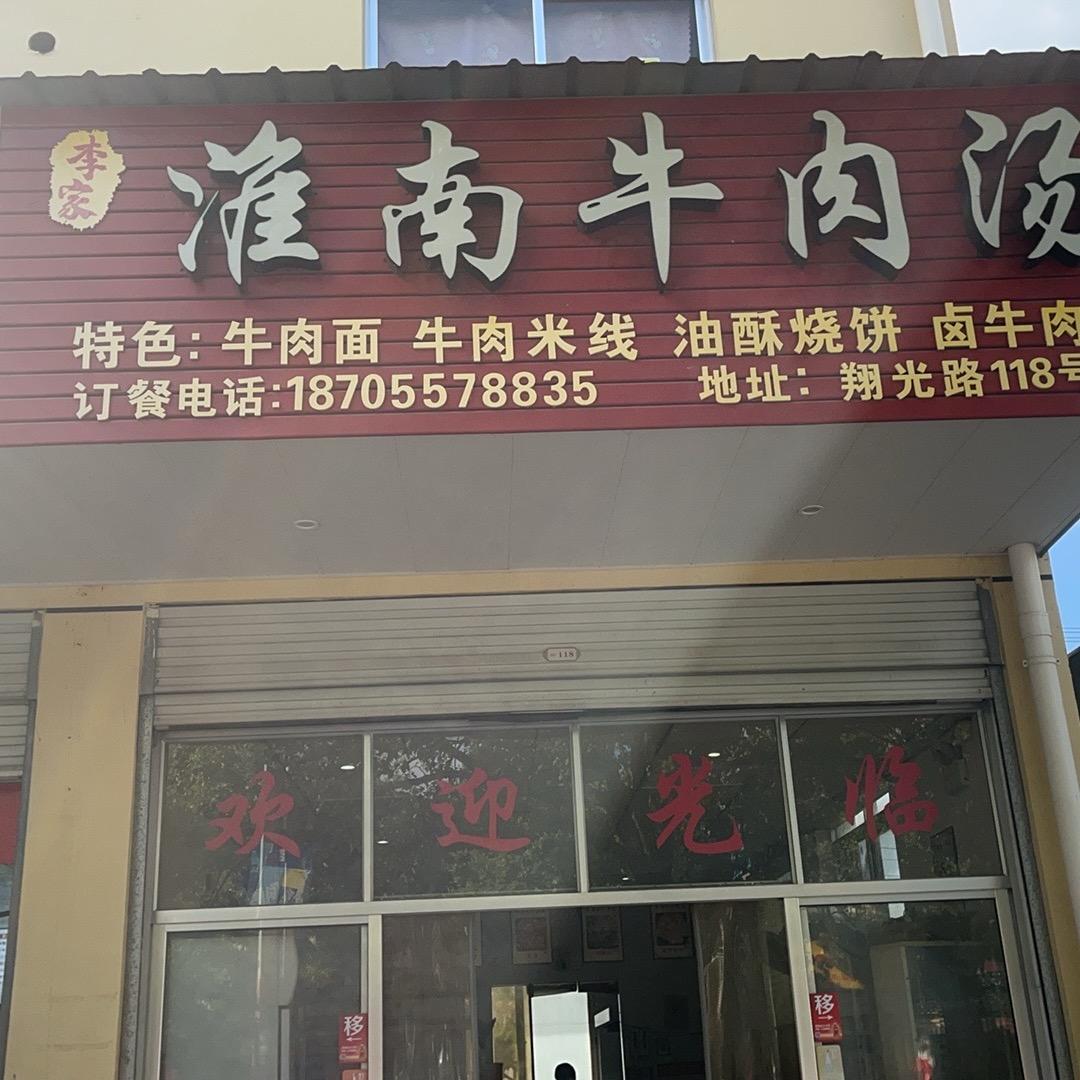 李家
淮南牛肉汤
特色：牛肉面 牛肉米线 油酥烧饼 卤牛肉
订餐电话：18705578835 地址：翔光路118号
118
欢迎光临
移
移